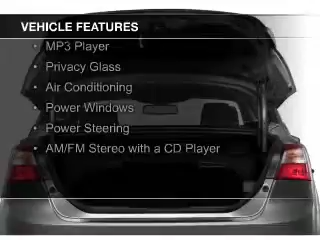 VEHICLE FEATURES
• MP3 Player
• Privacy Glass
• Air Conditioning
• Power Windows
• Power Steering
• AM/FM Stereo with a CD Player